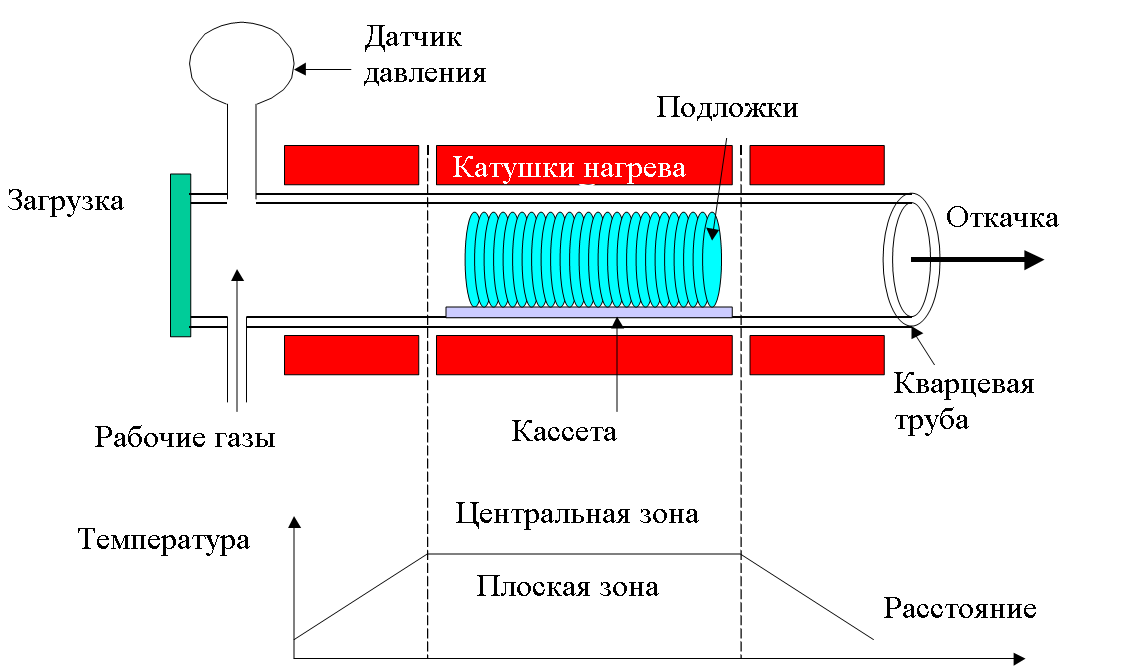 Датчик
давления
Подложки
Катушки нагрева
Загрузка
Откачка
Кварцевая
труба
Рабочие газы
Кассета
Центральная зона
Температура
Плоская зона
Расстояние